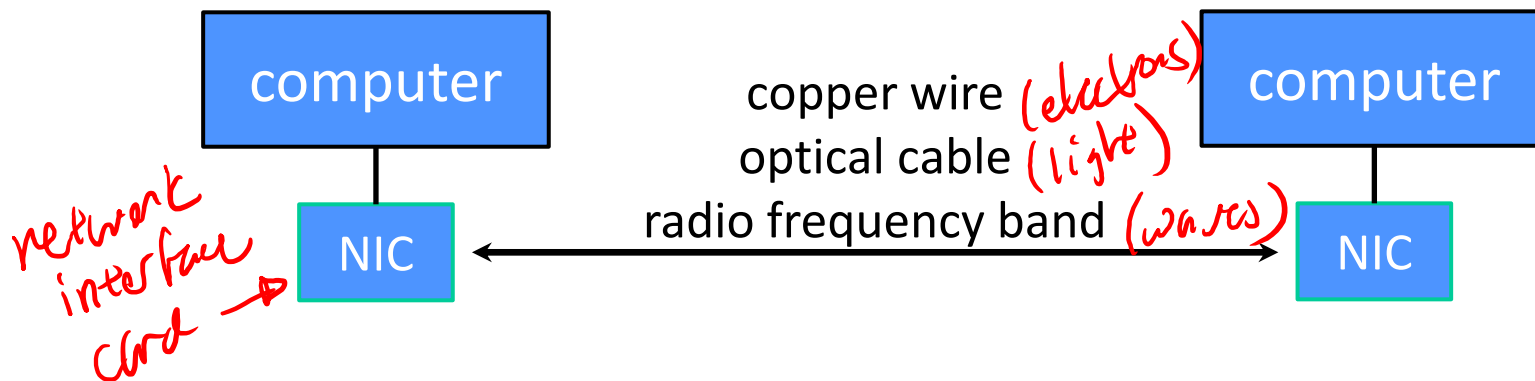 computer
computer
copper wire (electrons)
optical cable (light)
radio frequency band (waves)
network
interface
card
NIC
NIC